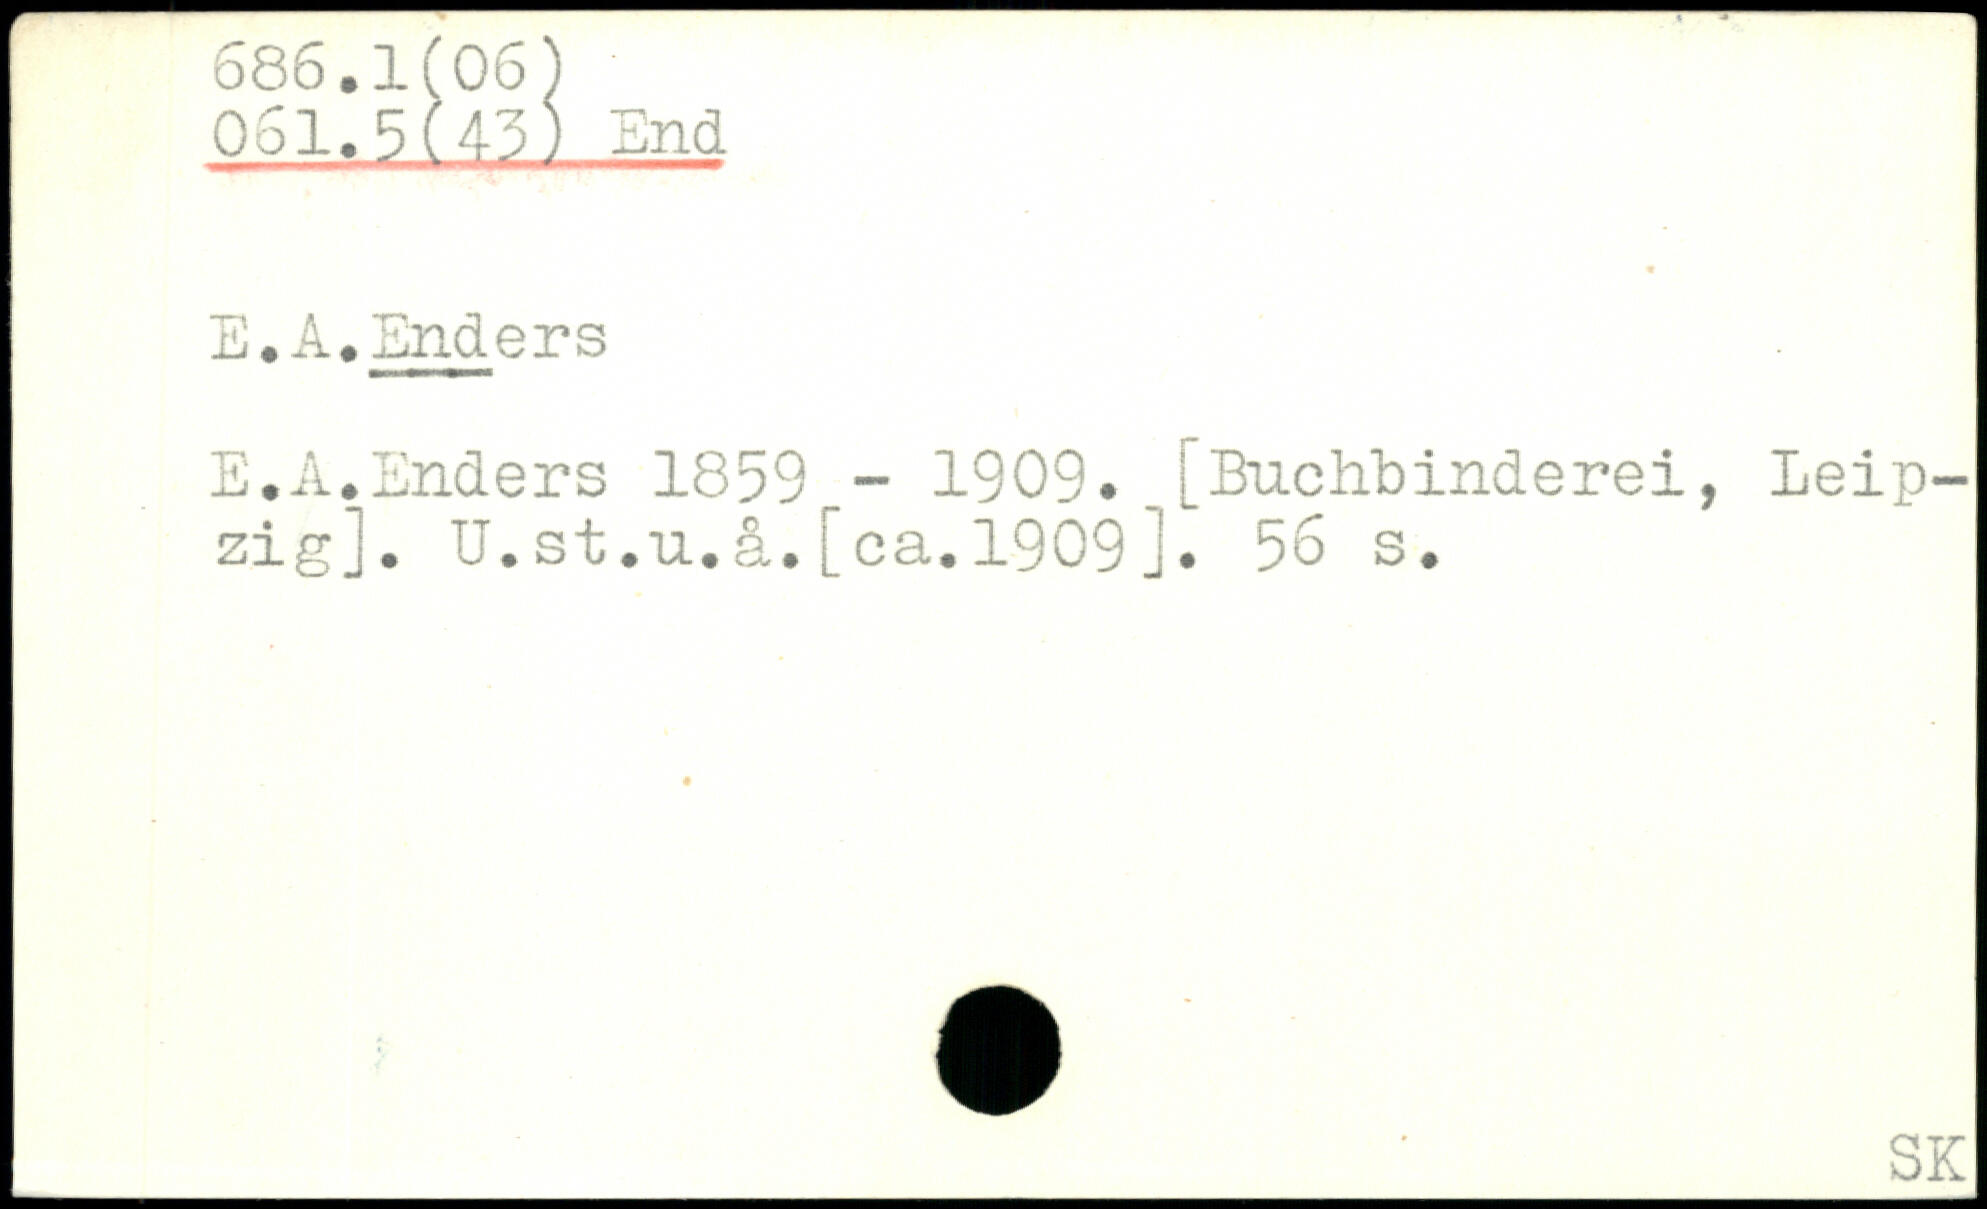 686.1(06)
061.5(43) End
E.A.Enders
E.A.Enders 1859 - 1909. [Buchbinderei, Leip-
zig]. U.st.u.å.[ca.1909]. 56 s.
SK